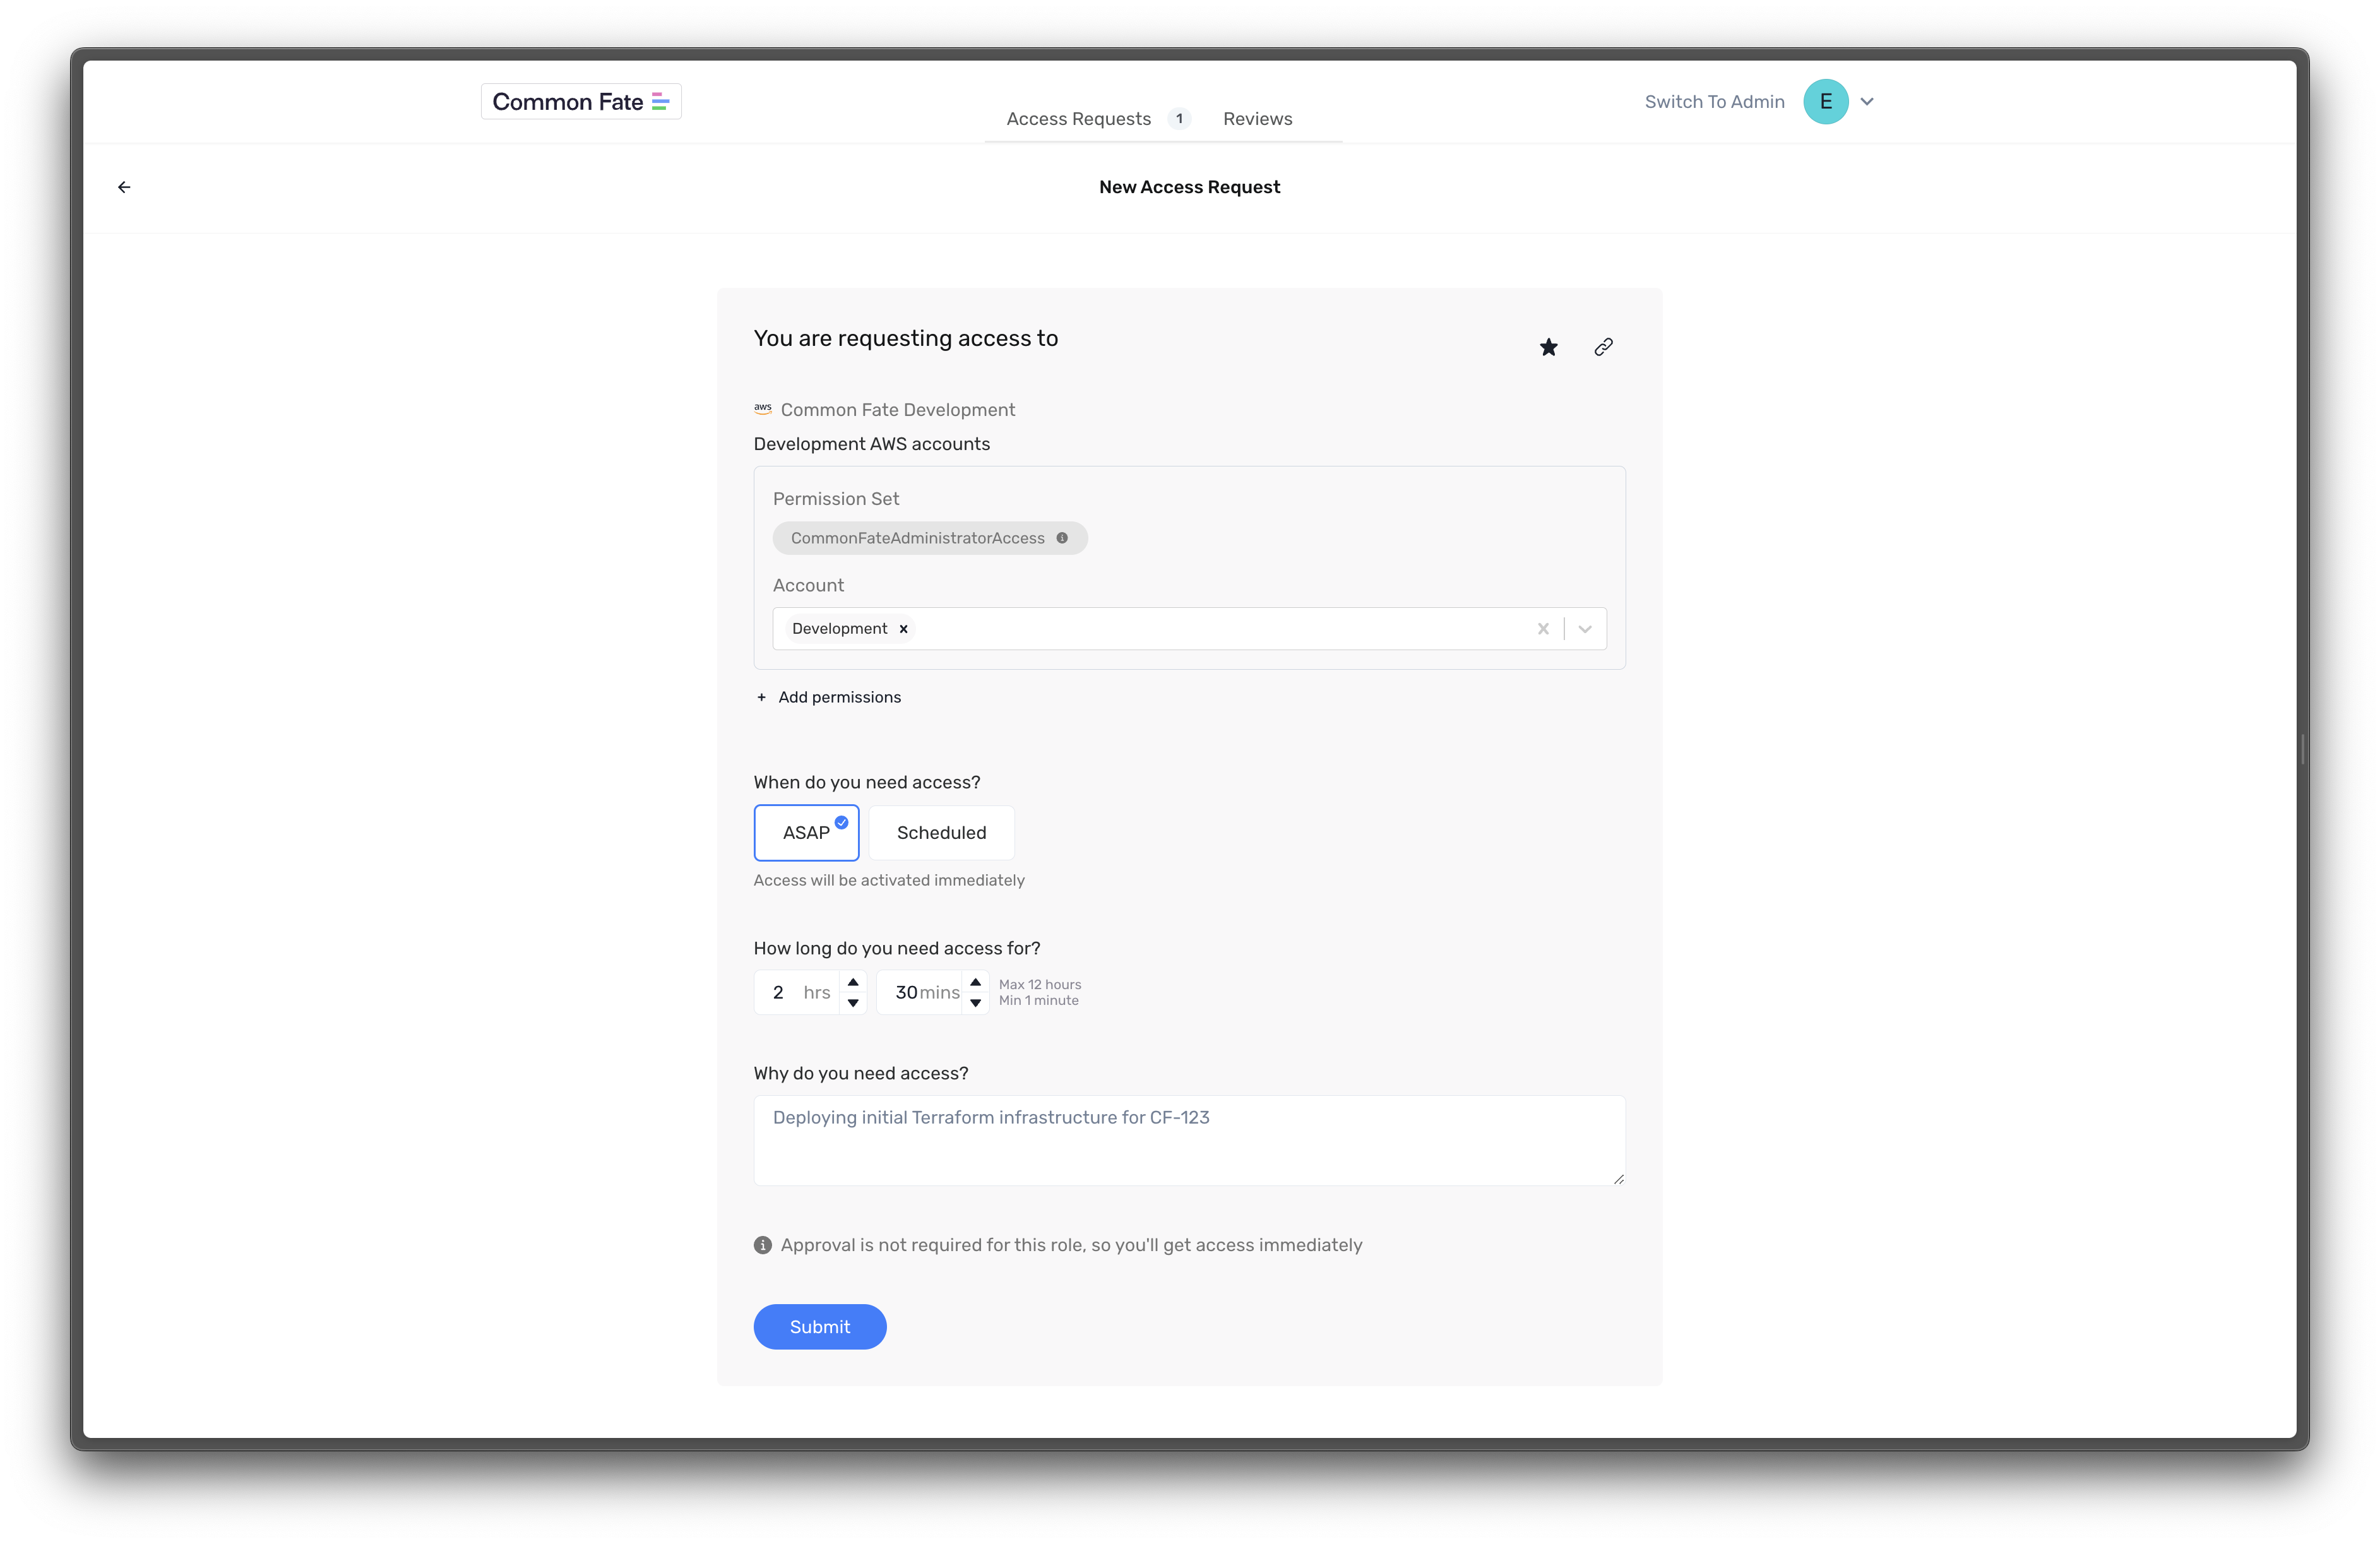 Common Fate
Access Requests 1 Reviews
Switch To Admin E
New Access Request
You are requesting access to
aws Common Fate Development
Development AWS accounts
Permission Set
CommonFateAdministratorAccess
Account
Development x
+ Add permissions
When do you need access?
ASAP Scheduled
Access will be activated immediately
How long do you need access for?
2 hrs 30 mins Max 12 hours
Min 1 minute
Why do you need access?
Deploying initial Terraform infrastructure for CF-123
Approval is not required for this role, so you'll get access immediately
Submit